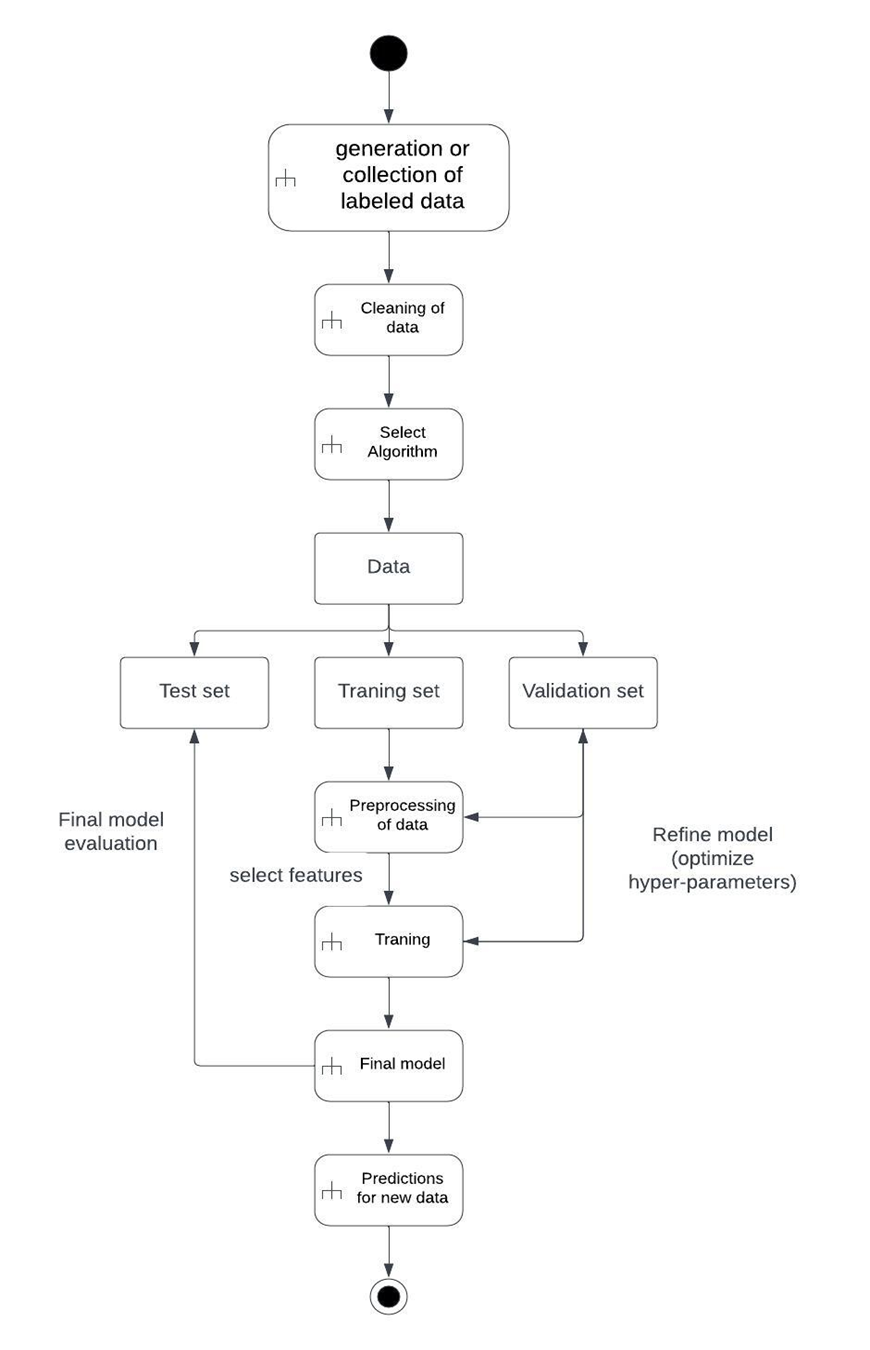 generation or
collection of
labeled data
Cleaning of
data
Select
Algorithm
Data
Test set
Traning set
Validation set
Preprocessing
of data
Final model
evaluation
Refine model
(optimize
hyper-parameters)
select features
Traning
Final model
Predictions
for new data